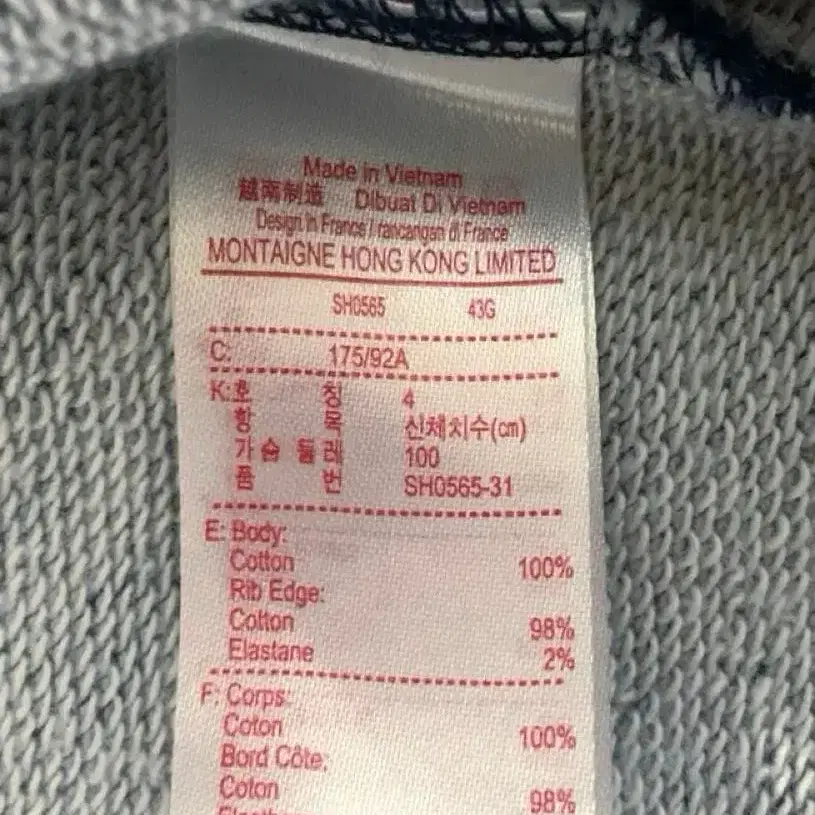 Made in Vietnam
越南制造 Dibuat Di Vietnam
Design in France / rancangan di France
MONTAIGNE HONG KONG LIMITED
SH0565 43G
C: 175/92A
K:호 칭 4
항 목 신체치수(cm)
가슴 둘레 100
품 번 SH0565-31
E: Body:
Cotton 100%
Rib Edge:
Cotton 98%
Elastane 2%
F: Corps:
Coton 100%
Bord Côte:
Coton 98%